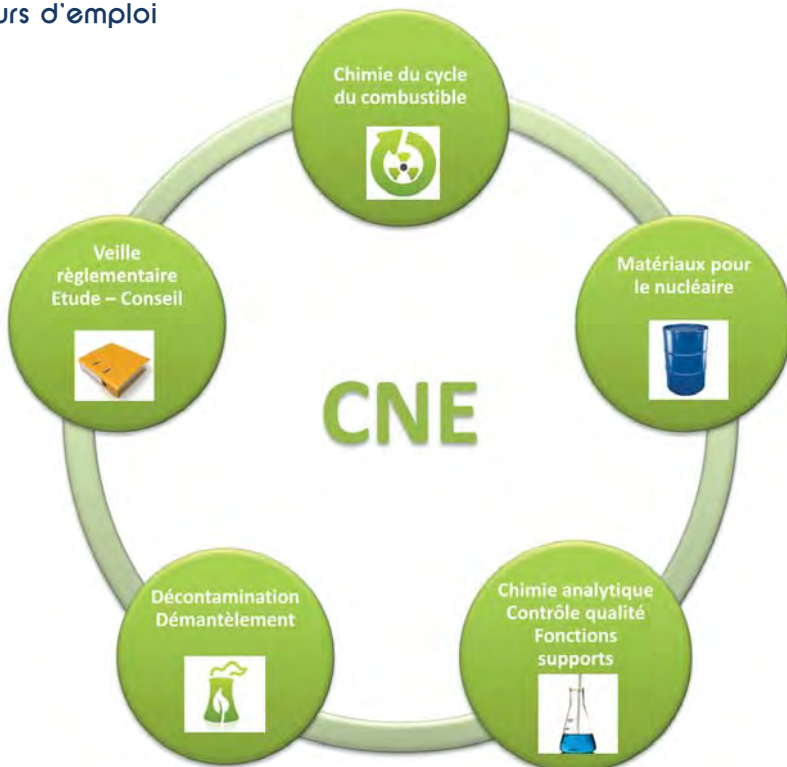 d'emploi
Chimie du cycle
du combustible
Veille
règlementaire
Etude – Conseil
Matériaux pour
le nucléaire
CNE
Décontamination
Démantèlement
Chimie analytique
Contrôle qualité
Fonctions
supports